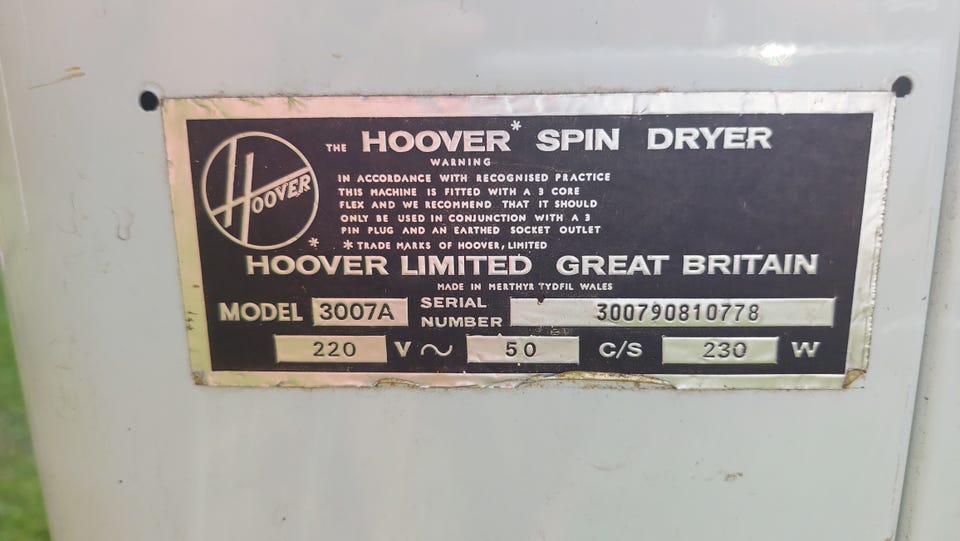 THE HOOVER* SPIN DRYER
WARNING
IN ACCORDANCE WITH RECOGNISED PRACTICE
THIS MACHINE IS FITTED WITH A 3 CORE
FLEX AND WE RECOMMEND THAT IT SHOULD
ONLY BE USED IN CONJUNCTION WITH A 3
PIN PLUG AND AN EARTHED SOCKET OUTLET
HOOVER
* * TRADE MARKS OF HOOVER, LIMITED
HOOVER LIMITED GREAT BRITAIN
MADE IN MERTHYR TYDFIL WALES
MODEL 3007A SERIAL NUMBER 300790810778
220 V ~ 50 C/S 230 W